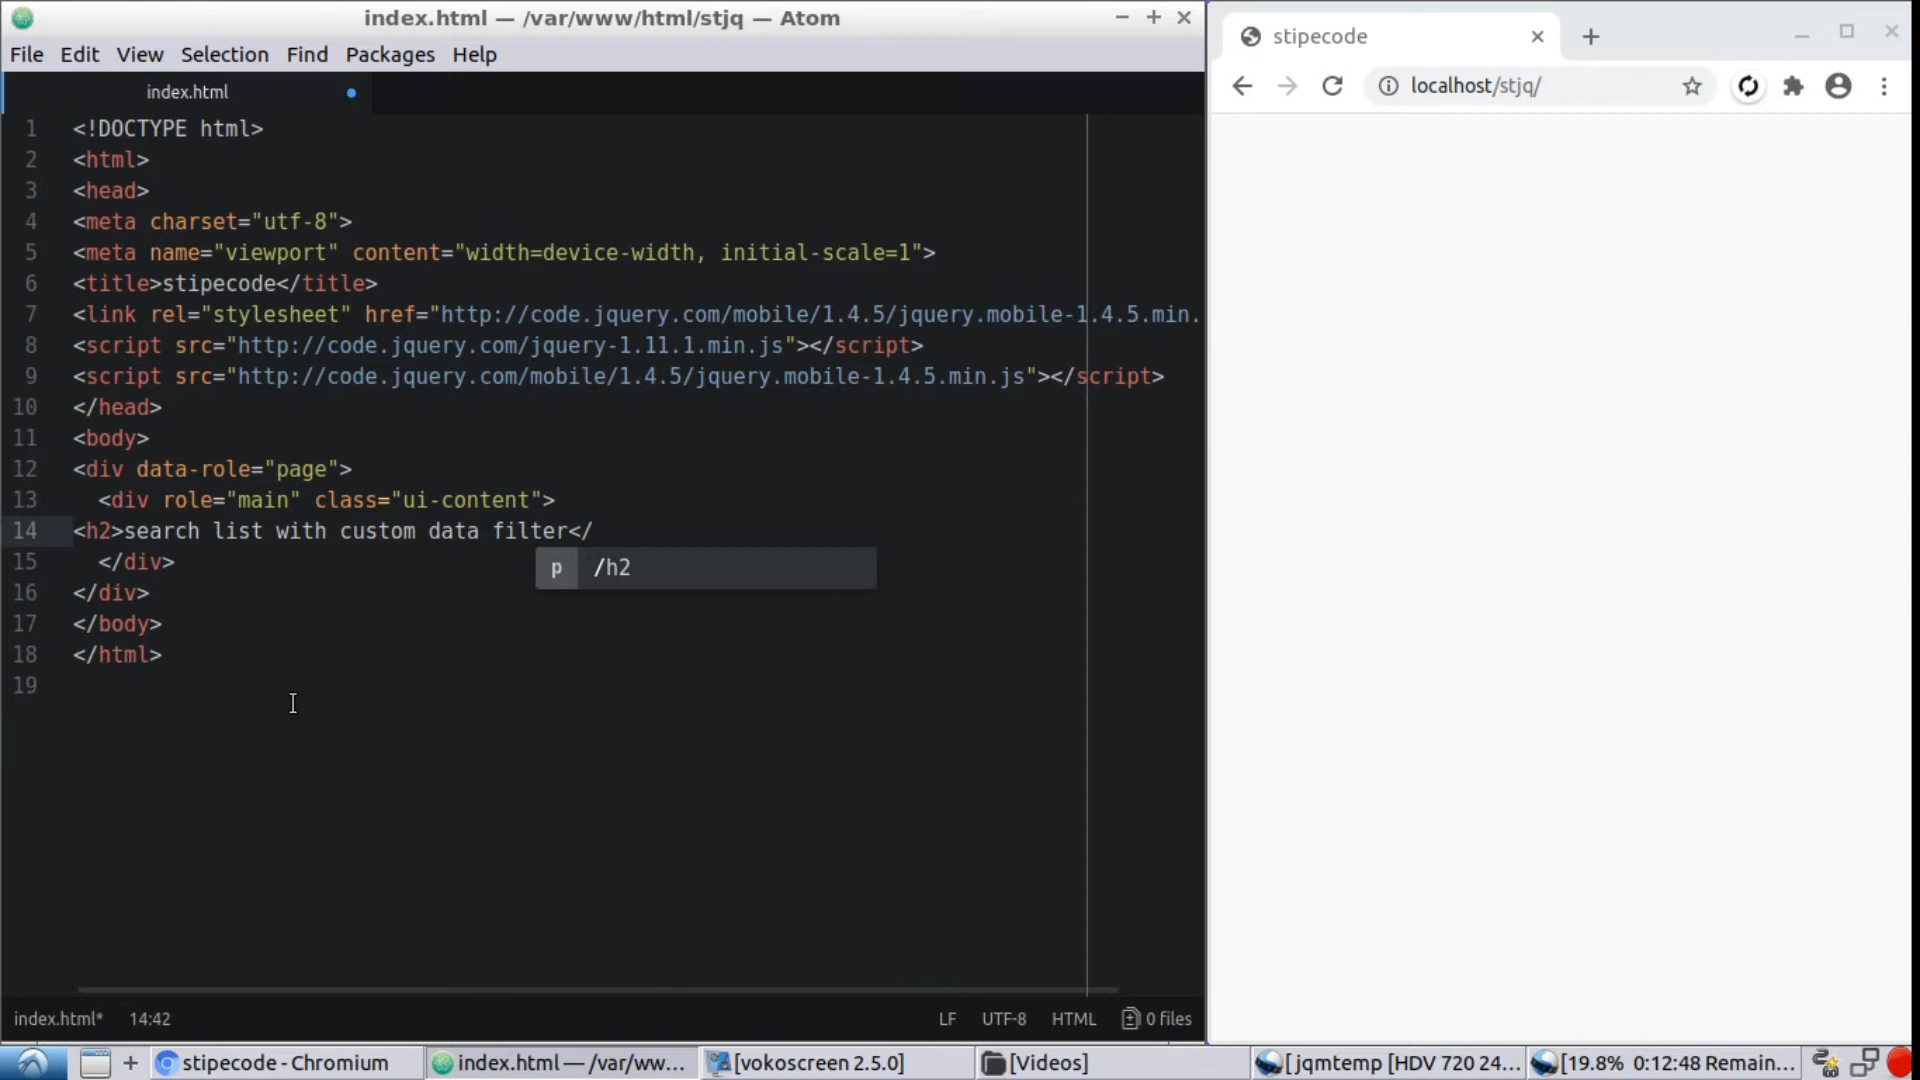 index.html — /var/www/html/stjq — Atom
File Edit View Selection Find Packages Help
index.html
1 <!DOCTYPE html>
2 <html>
3 <head>
4 <meta charset="utf-8">
5 <meta name="viewport" content="width=device-width, initial-scale=1">
6 <title>stipecode</title>
7 <link rel="stylesheet" href="http://code.jquery.com/mobile/1.4.5/jquery.mobile-1.4.5.min.
8 <script src="http://code.jquery.com/jquery-1.11.1.min.js"></script>
9 <script src="http://code.jquery.com/mobile/1.4.5/jquery.mobile-1.4.5.min.js"></script>
10 </head>
11 <body>
12 <div data-role="page">
13   <div role="main" class="ui-content">
14 <h2>search list with custom data filter</
p /h2
15   </div>
16 </div>
17 </body>
18 </html>
19
index.html* 14:42 LF UTF-8 HTML 0 files
stipecode
localhost/stjq/
stipecode - Chromium
index.html — /var/ww...
[vokoscreen 2.5.0]
[Videos]
[ jqmtemp [HDV 720 24...
[19.8% 0:12:48 Remain...